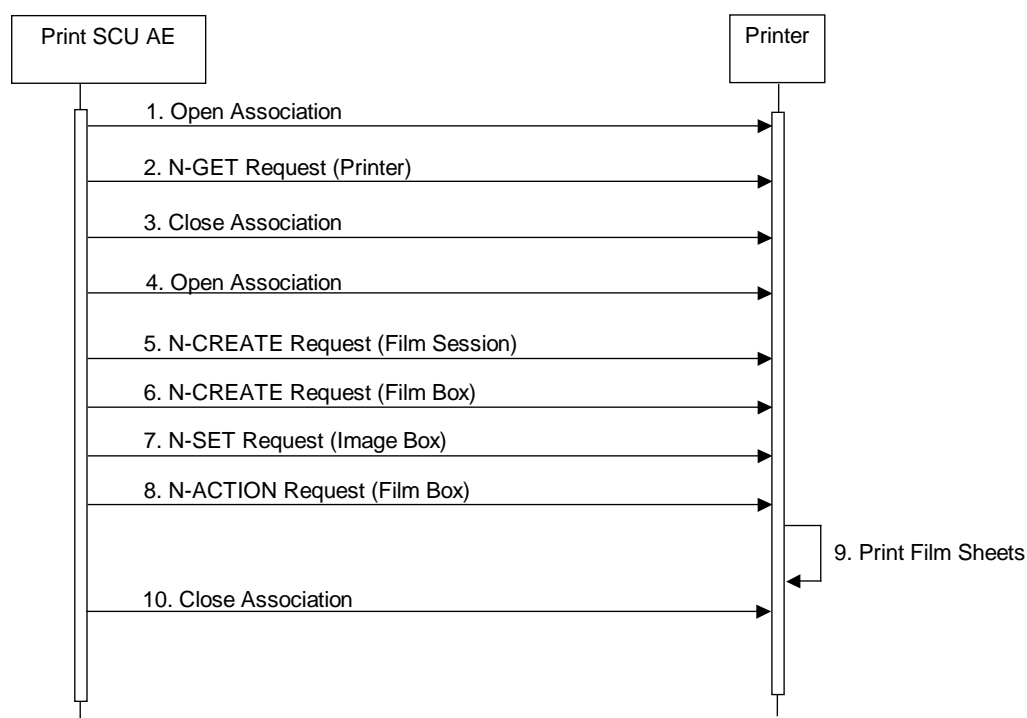 Print SCU AE
Printer
1. Open Association
2. N-GET Request (Printer)
3. Close Association
4. Open Association
5. N-CREATE Request (Film Session)
6. N-CREATE Request (Film Box)
7. N-SET Request (Image Box)
8. N-ACTION Request (Film Box)
9. Print Film Sheets
10. Close Association